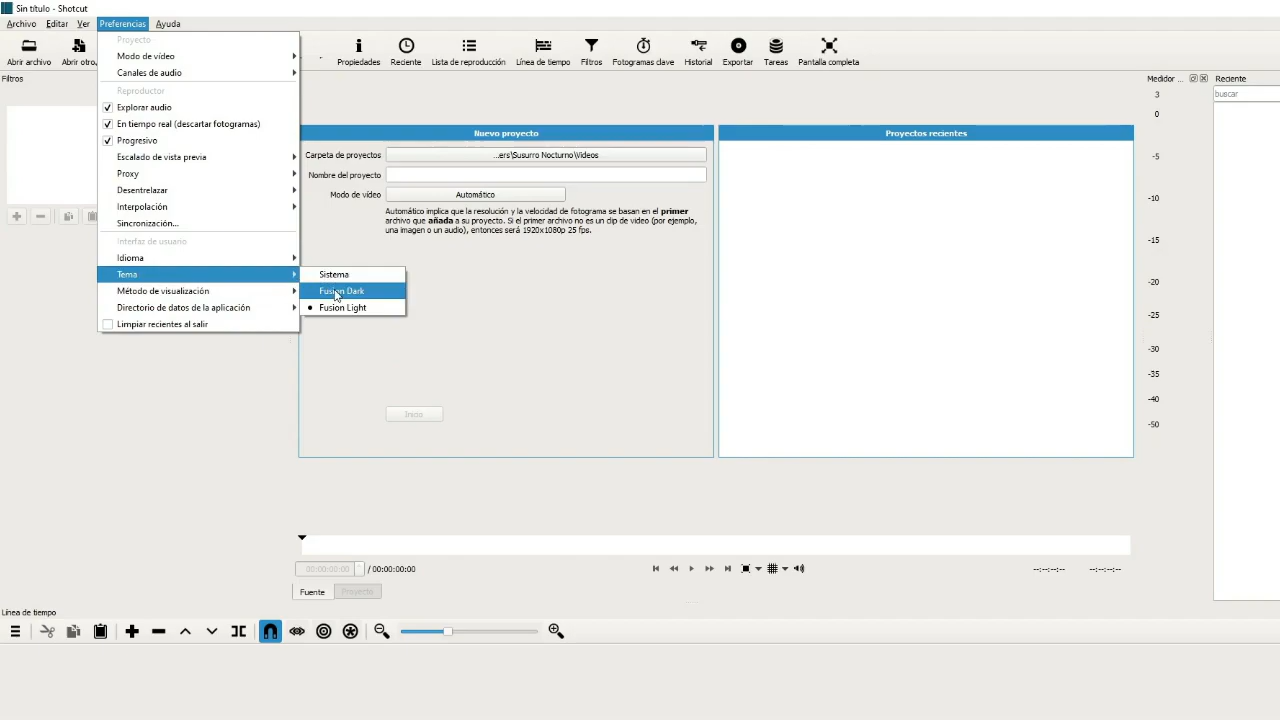 Sin título - Shotcut
Archivo Editar Ver Preferencias Ayuda
Abrir archivo Abrir otro, Propiedades Reciente Lista de reproducción Línea de tiempo Filtros Fotogramas clave Historial Exportar Tareas Pantalla completa
Filtros
Proyecto
Modo de vídeo
Canales de audio
Reproductor
Explorar audio
En tiempo real (descartar fotogramas)
Progresivo
Escalado de vista previa
Proxy
Desentrelazar
Interpolación
Sincronización...
Interfaz de usuario
Idioma
Tema
Método de visualización
Directorio de datos de la aplicación
Limpiar recientes al salir
Sistema
Fusion Dark
Fusion Light
Nuevo proyecto
Carpeta de proyectos ...ers\Susurro Nocturno\Videos
Nombre del proyecto
Modo de vídeo Automático
Automático implica que la resolución y la velocidad de fotograma se basan en el primer
archivo que añada a su proyecto. Si el primer archivo no es un clip de video (por ejemplo,
una imagen o un audio), entonces será 1920x1080p 25 fps.
Inicio
Proyectos recientes
Medidor ...
3
0
-5
-10
-15
-20
-25
-30
-35
-40
-50
Reciente
buscar
00:00:00:00 / 00:00:00:00
--:--:--:-- --:--:--:--
Fuente Proyecto
Línea de tiempo